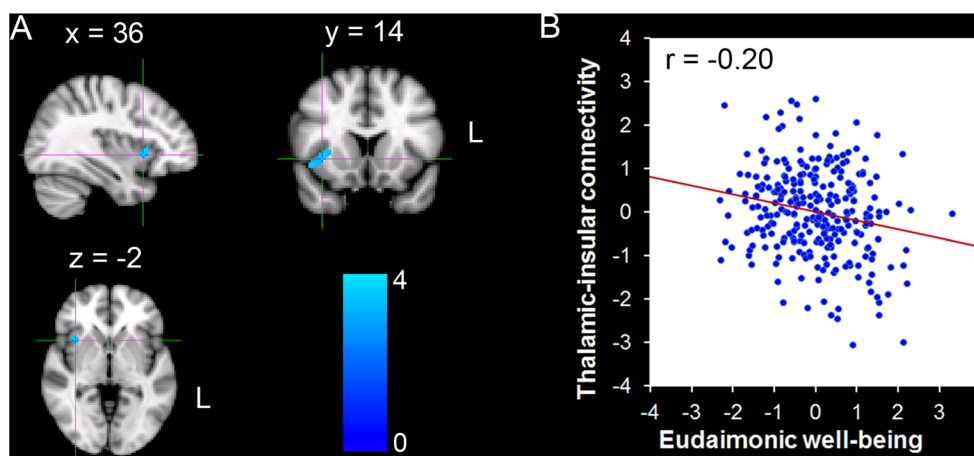 A
x = 36
y = 14
L
z = -2
L
4
0
B
r = -0.20
Thalamic-insular connectivity
4
3
2
1
0
-1
-2
-3
-4
-4 -3 -2 -1 0 1 2 3
Eudaimonic well-being